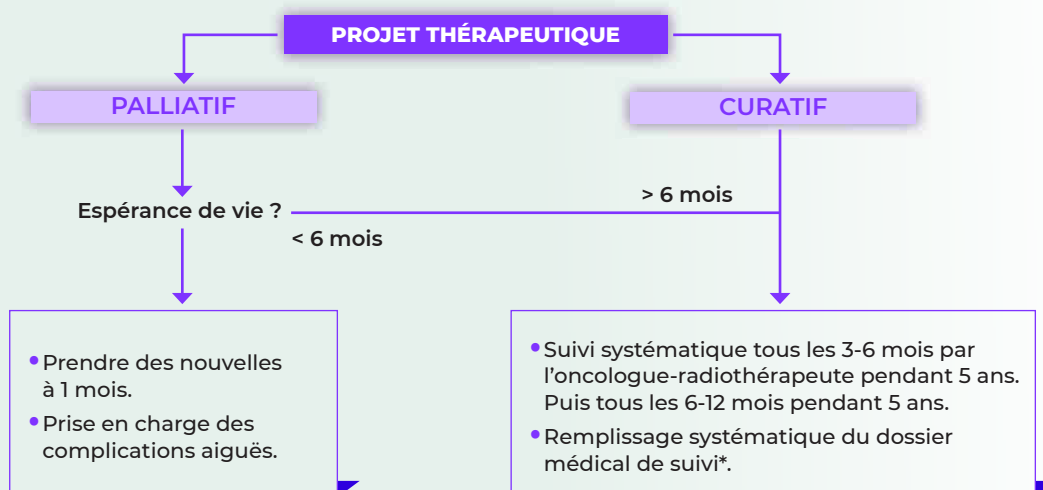 PROJET THÉRAPEUTIQUE
PALLIATIF
CURATIF
Espérance de vie ?
> 6 mois
< 6 mois
•Prendre des nouvelles
à 1 mois.
•Prise en charge des
complications aiguës.
•Suivi systématique tous les 3-6 mois par
l’oncologue-radiothérapeute pendant 5 ans.
Puis tous les 6-12 mois pendant 5 ans.
•Remplissage systématique du dossier
médical de suivi*.